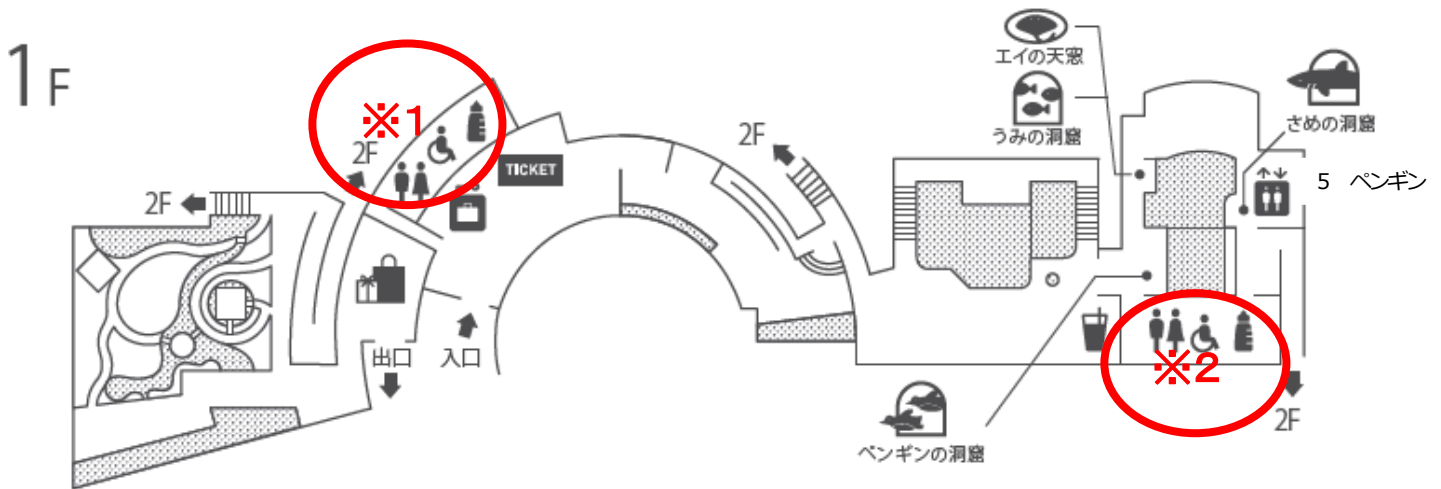 1F
※1
2F
2F
TICKET
出口
入口
2F
エイの天窓
うみの洞窟
さめの洞窟
5 ペンギン
※2
2F
ペンギンの洞窟